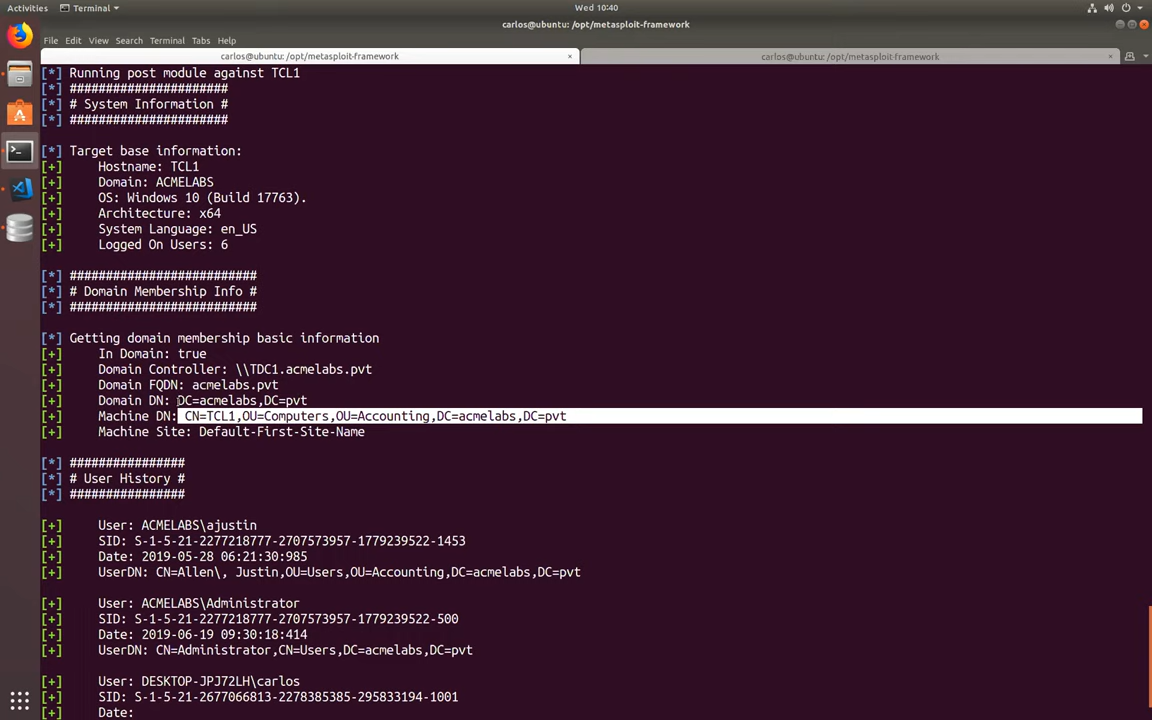 Activities
Terminal
Wed 10:40
carlos@ubuntu: /opt/metasploit-framework
File Edit View Search Terminal Tabs Help
carlos@ubuntu: /opt/metasploit-framework × carlos@ubuntu: /opt/metasploit-framework ×
[*] Running post module against TCL1
[*] ######################
[*] # System Information #
[*] ######################
[*] Target base information:
[+] Hostname: TCL1
[+] Domain: ACMELABS
[+] OS: Windows 10 (Build 17763).
[+] Architecture: x64
[+] System Language: en_US
[+] Logged On Users: 6
[*] ##########################
[*] # Domain Membership Info #
[*] ##########################
[*] Getting domain membership basic information
[+] In Domain: true
[+] Domain Controller: \\TDC1.acmelabs.pvt
[+] Domain FQDN: acmelabs.pvt
[+] Domain DN: DC=acmelabs,DC=pvt
[+] Machine DN: CN=TCL1,OU=Computers,OU=Accounting,DC=acmelabs,DC=pvt
[+] Machine Site: Default-First-Site-Name
[*] ################
[*] # User History #
[*] ################
[+] User: ACMELABS\ajustin
[+] SID: S-1-5-21-2277218777-2707573957-1779239522-1453
[+] Date: 2019-05-28 06:21:30:985
[+] UserDN: CN=Allen\, Justin,OU=Users,OU=Accounting,DC=acmelabs,DC=pvt
[+] User: ACMELABS\Administrator
[+] SID: S-1-5-21-2277218777-2707573957-1779239522-500
[+] Date: 2019-06-19 09:30:18:414
[+] UserDN: CN=Administrator,CN=Users,DC=acmelabs,DC=pvt
[+] User: DESKTOP-JPJ72LH\carlos
[+] SID: S-1-5-21-2677066813-2278385385-295833194-1001
[+] Date: